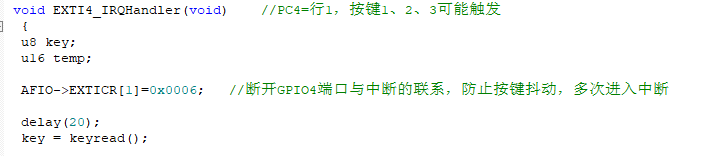 void EXTI4_IRQHandler(void)    //PC4=行1，按键1、2、3可能触发
{
u8 key;
u16 temp;
AFIO->EXTICR[1]=0x0006;   //断开GPIO4端口与中断的联系，防止按键抖动，多次进入中断
delay(20);
key = keyread();